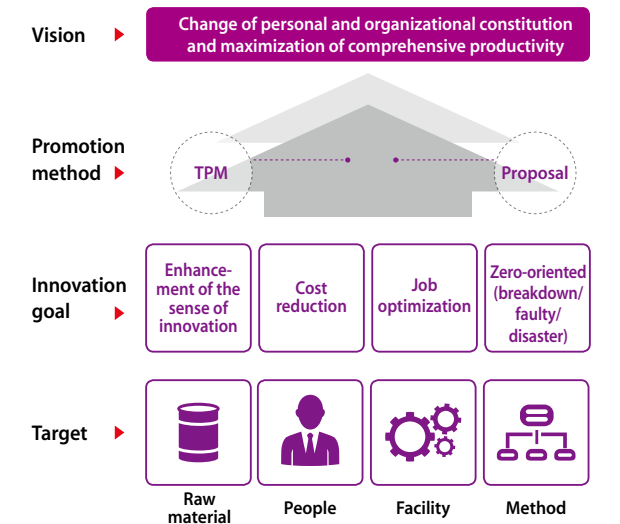 Vision
Change of personal and organizational constitution
and maximization of comprehensive productivity
Promotion
method
TPM
Proposal
Innovation
goal
Enhance-
ment of the
sense of
innovation
Cost
reduction
Job
optimization
Zero-oriented
(breakdown/
faulty/
disaster)
Target
Raw
material
People
Facility
Method